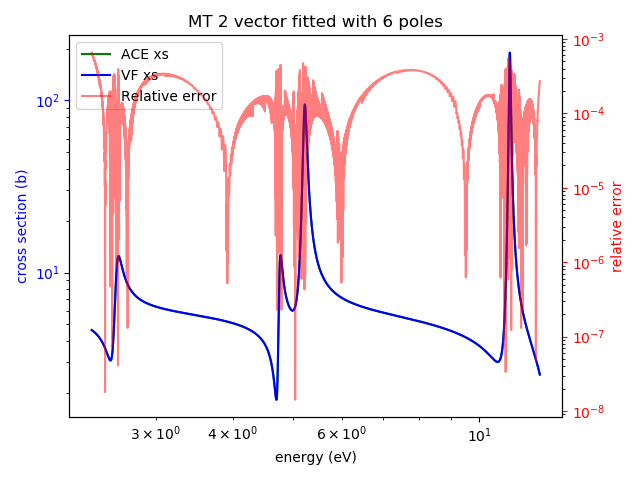 MT 2 vector fitted with 6 poles
ACE xs
VF xs
Relative error
cross section (b)
10²
10¹
relative error
10⁻³
10⁻⁴
10⁻⁵
10⁻⁶
10⁻⁷
10⁻⁸
3 × 10⁰ 4 × 10⁰ 6 × 10⁰ 10¹
energy (eV)